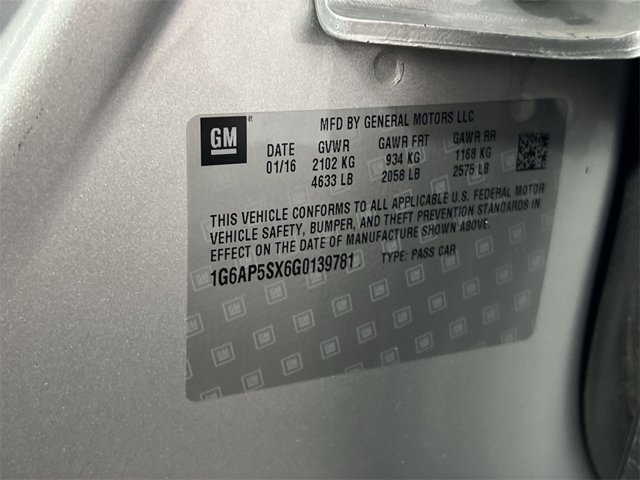 GM ® MFD BY GENERAL MOTORS LLC
DATE GVWR GAWR FRT GAWR RR
01/16 2102 KG 934 KG 1168 KG
4633 LB 2058 LB 2575 LB
THIS VEHICLE CONFORMS TO ALL APPLICABLE U.S. FEDERAL MOTOR
VEHICLE SAFETY, BUMPER, AND THEFT PREVENTION STANDARDS IN
EFFECT ON THE DATE OF MANUFACTURE SHOWN ABOVE.
1G6AP5SX6G0139781 TYPE: PASS CAR